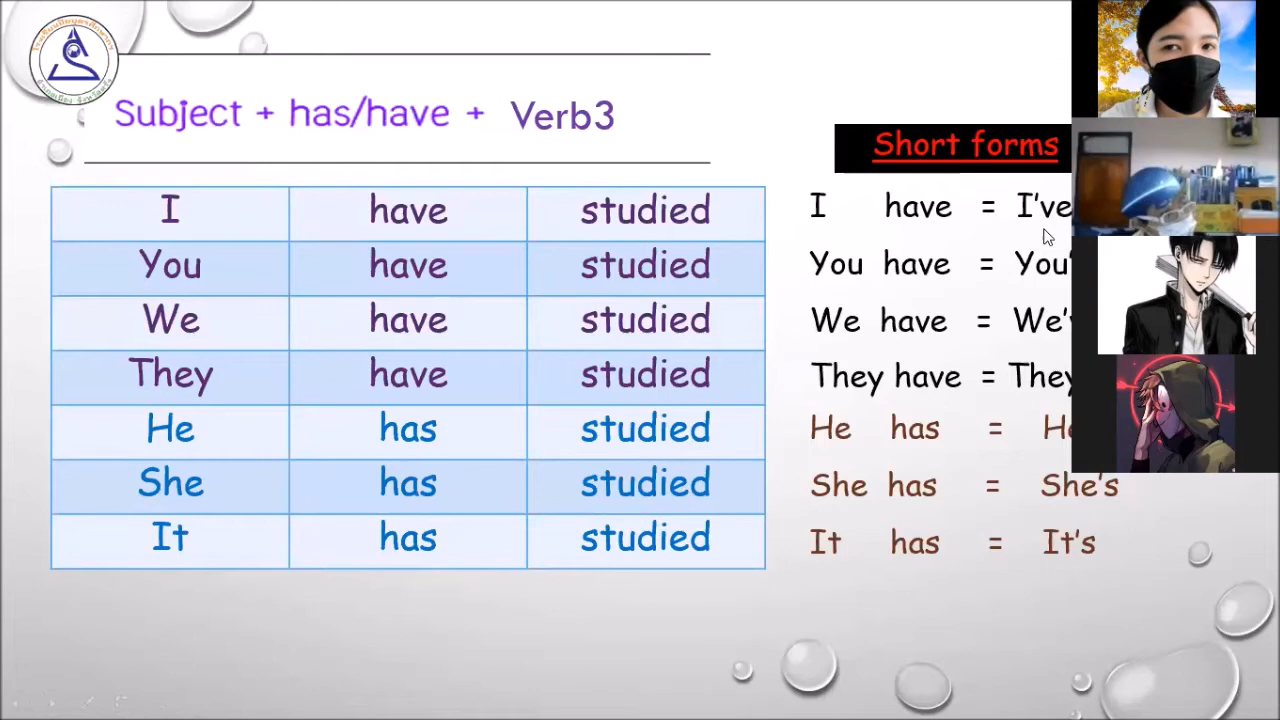 Subject + has/have + Verb3
Short forms
I have studied
You have studied
We have studied
They have studied
He has studied
She has studied
It has studied
I have = I've
You have =
We have =
They have =
He has =
She has = She's
It has = It's